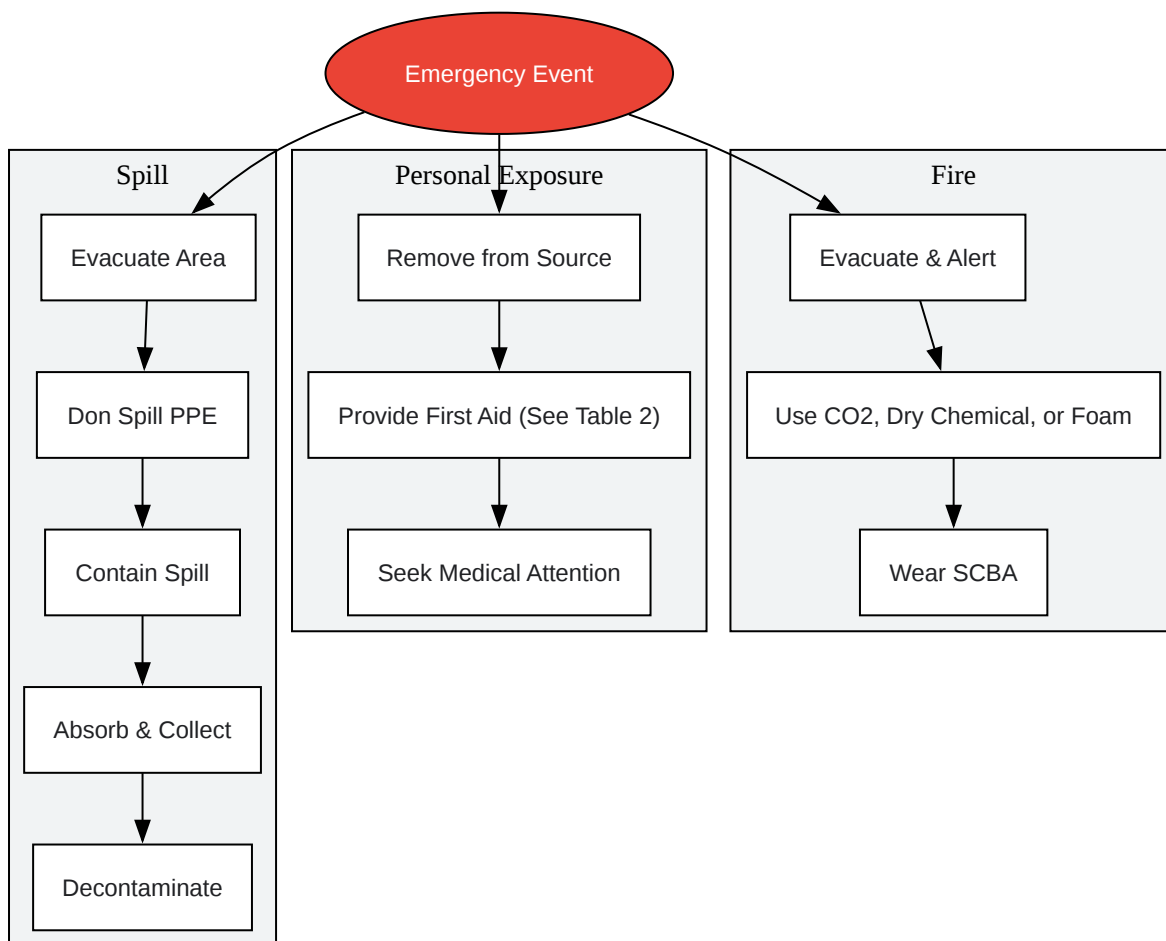 Emergency Event
Spill
Evacuate Area
Don Spill PPE
Contain Spill
Absorb & Collect
Decontaminate
Personal Exposure
Remove from Source
Provide First Aid (See Table 2)
Seek Medical Attention
Fire
Evacuate & Alert
Use CO2, Dry Chemical, or Foam
Wear SCBA